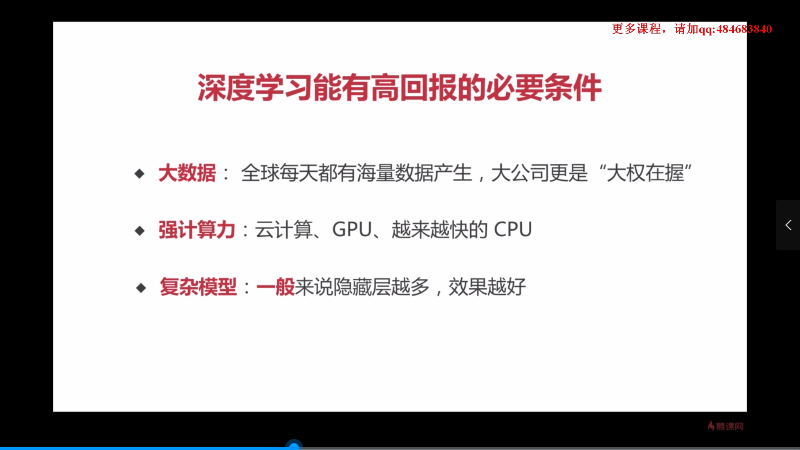 更多课程，请加qq:484683840
深度学习能有高回报的必要条件
◆ 大数据： 全球每天都有海量数据产生，大公司更是“大权在握”
◆ 强计算力：云计算、GPU、越来越快的 CPU
◆ 复杂模型：一般来说隐藏层越多，效果越好